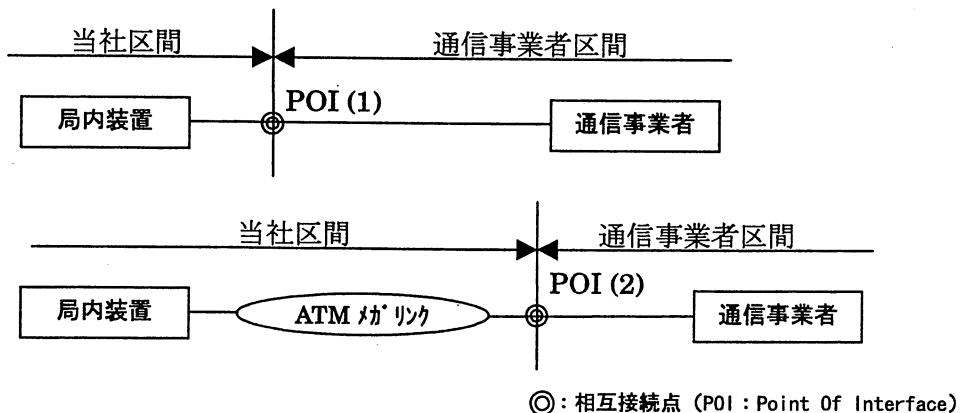 当社区間 通信事業者区間
POI (1)
局内装置 通信事業者
当社区間 通信事業者区間
POI (2)
局内装置 ATM ﾒｶﾞﾘﾝｸ 通信事業者
◎:相互接続点 (POI:Point Of Interface)